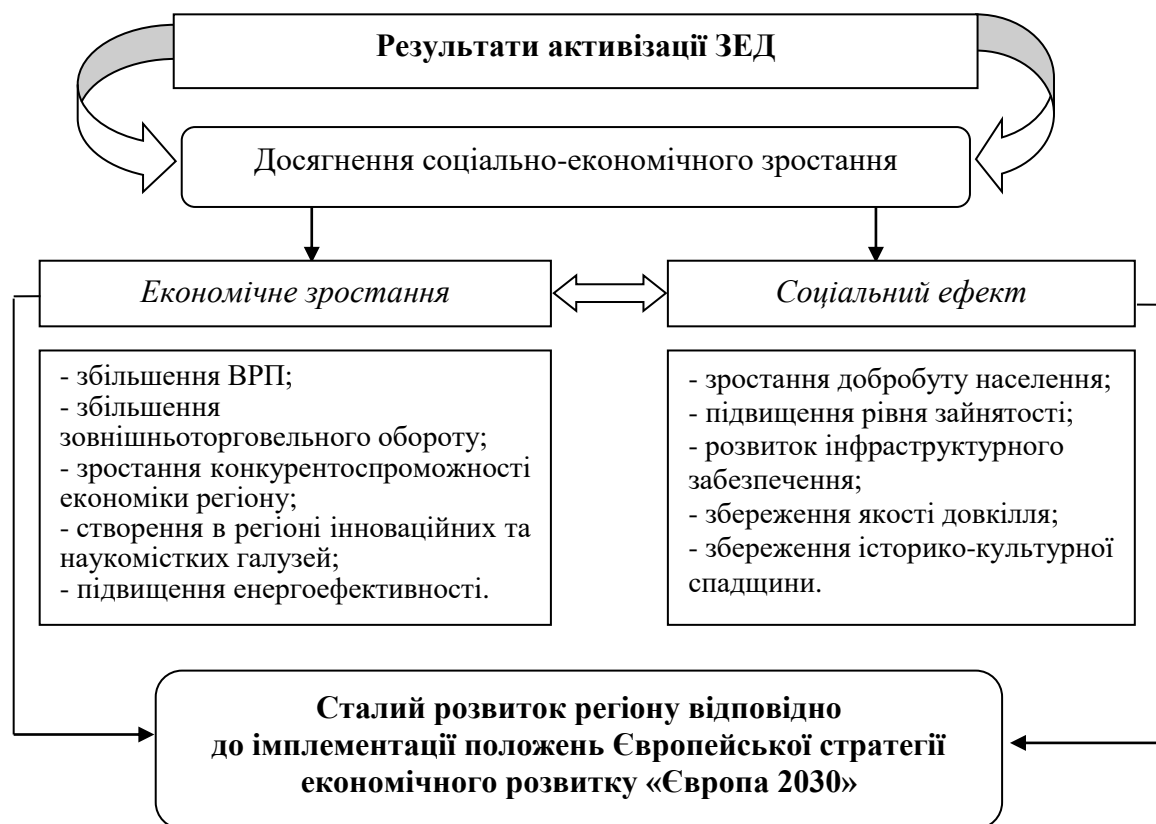 Результати активізації ЗЕД
Досягнення соціально-економічного зростання
Економічне зростання
Соціальний ефект
- збільшення ВРП;
- збільшення
зовнішньоторговельного обороту;
- зростання конкурентоспроможності
економіки регіону;
- створення в регіоні інноваційних та
наукомістких галузей;
- підвищення енергоефективності.
- зростання добробуту населення;
- підвищення рівня зайнятості;
- розвиток інфраструктурного
забезпечення;
- збереження якості довкілля;
- збереження історико-культурної
спадщини.
Сталий розвиток регіону відповідно
до імплементації положень Європейської стратегії
економічного розвитку «Європа 2030»